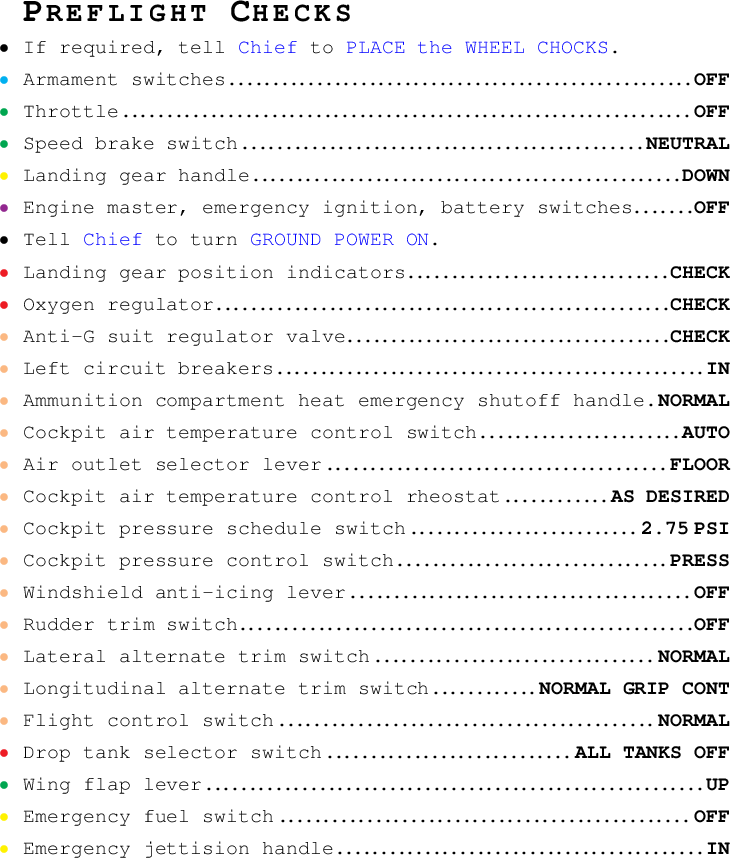 PREFLIGHT CHECKS
• If required, tell Chief to PLACE the WHEEL CHOCKS.
• Armament switches....................................................OFF
• Throttle................................................................OFF
• Speed brake switch.............................................NEUTRAL
• Landing gear handle................................................DOWN
• Engine master, emergency ignition, battery switches.......OFF
• Tell Chief to turn GROUND POWER ON.
• Landing gear position indicators.............................CHECK
• Oxygen regulator..................................................CHECK
• Anti-G suit regulator valve....................................CHECK
• Left circuit breakers................................................IN
• Ammunition compartment heat emergency shutoff handle.NORMAL
• Cockpit air temperature control switch.......................AUTO
• Air outlet selector lever......................................FLOOR
• Cockpit air temperature control rheostat............AS DESIRED
• Cockpit pressure schedule switch..........................2.75 PSI
• Cockpit pressure control switch..............................PRESS
• Windshield anti-icing lever.......................................OFF
• Rudder trim switch...................................................OFF
• Lateral alternate trim switch................................NORMAL
• Longitudinal alternate trim switch............NORMAL GRIP CONT
• Flight control switch..........................................NORMAL
• Drop tank selector switch............................ALL TANKS OFF
• Wing flap lever........................................................UP
• Emergency fuel switch..............................................OFF
• Emergency jettision handle.........................................IN